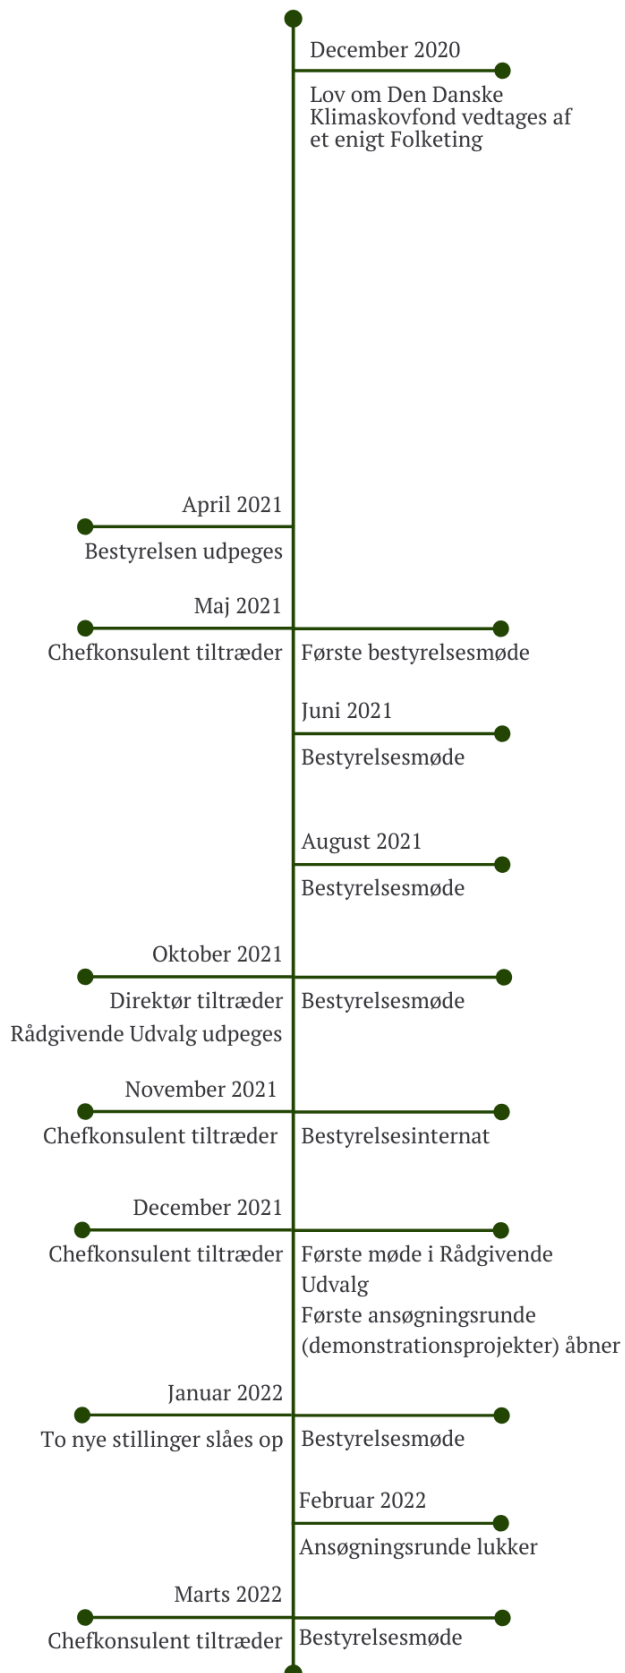 December 2020
Lov om Den Danske
Klimaskovfond vedtages af
et enigt Folketing
April 2021
Bestyrelsen udpeges
Maj 2021
Chefkonsulent tiltræder
Første bestyrelsesmøde
Juni 2021
Bestyrelsesmøde
August 2021
Bestyrelsesmøde
Oktober 2021
Direktør tiltræder
Rådgivende Udvalg udpeges
Bestyrelsesmøde
November 2021
Chefkonsulent tiltræder
Bestyrelsesinternat
December 2021
Chefkonsulent tiltræder
Første møde i Rådgivende
Udvalg
Første ansøgningsrunde
(demonstrationsprojekter) åbner
Januar 2022
To nye stillinger slåes op
Bestyrelsesmøde
Februar 2022
Ansøgningsrunde lukker
Marts 2022
Chefkonsulent tiltræder
Bestyrelsesmøde